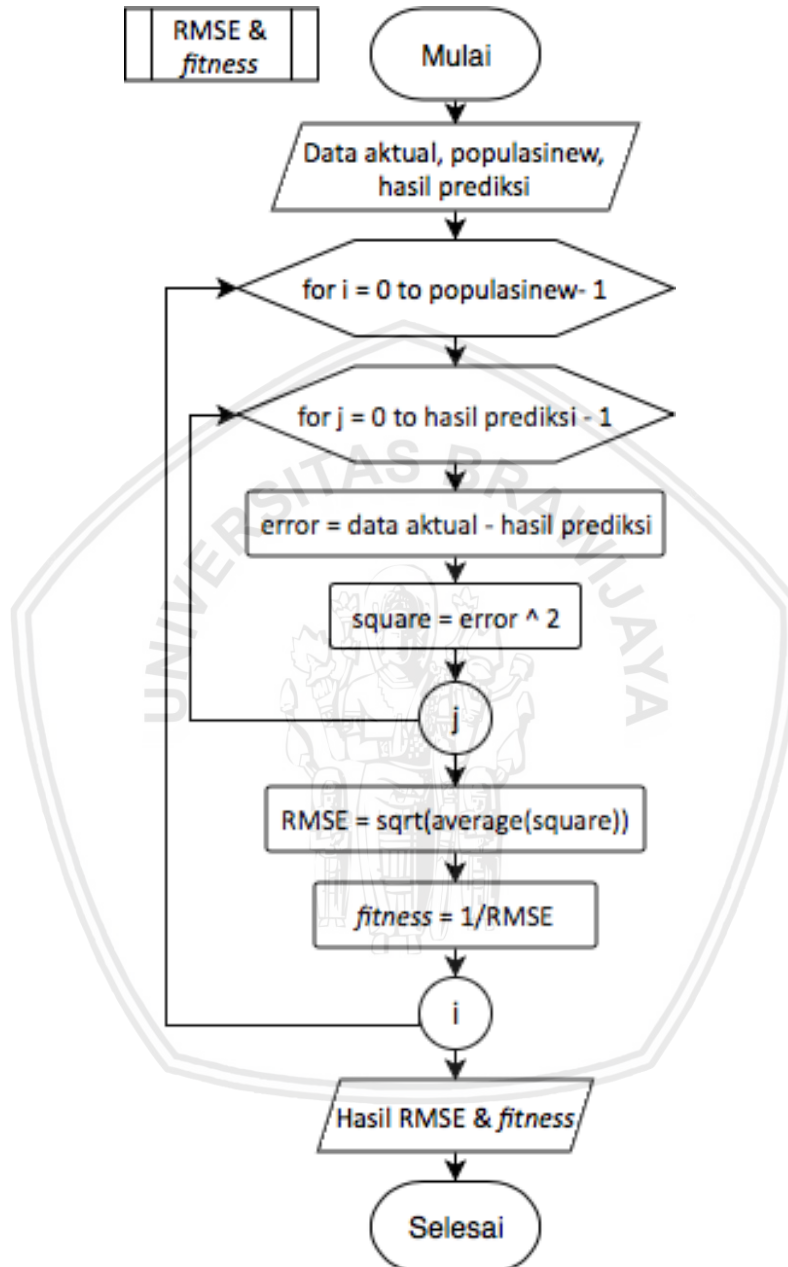 RMSE &
fitness
Mulai
Data aktual, populasinew,
hasil prediksi
for i = 0 to populasinew- 1
for j = 0 to hasil prediksi - 1
error = data aktual - hasil prediksi
square = error ^ 2
j
RMSE = sqrt(average(square))
fitness = 1/RMSE
i
Hasil RMSE & fitness
Selesai
UNIVERSITAS BRAWIJAYA